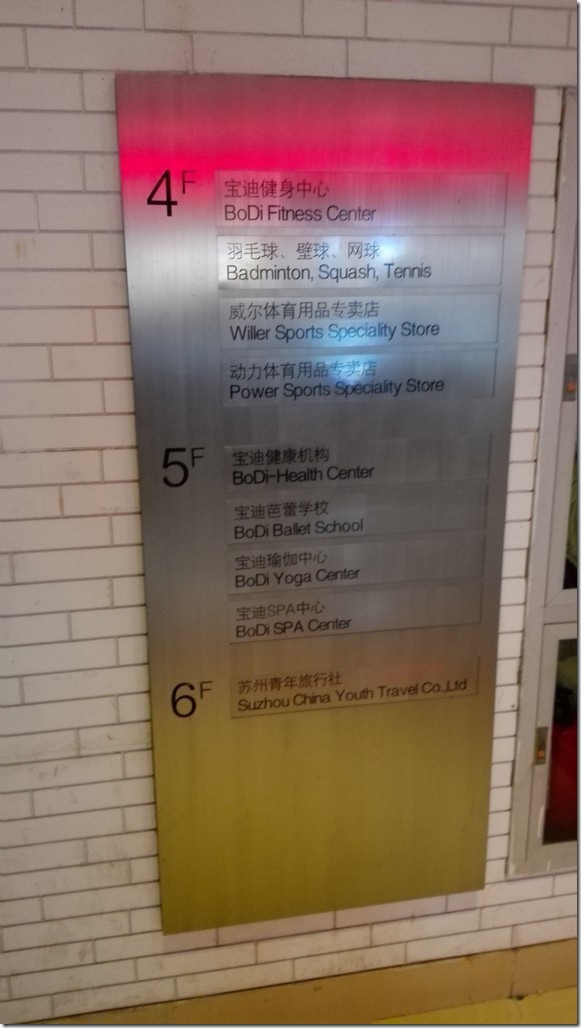 4F
宝迪健身中心
BoDi Fitness Center
羽毛球、壁球、网球
Badminton, Squash, Tennis
威尔体育用品专卖店
Willer Sports Speciality Store
动力体育用品专卖店
Power Sports Speciality Store
5F
宝迪健康机构
BoDi-Health Center
宝迪芭蕾学校
BoDi Ballet School
宝迪瑜伽中心
BoDi Yoga Center
宝迪SPA中心
BoDi SPA Center
6F
苏州青年旅行社
Suzhou China Youth Travel Co.,Ltd